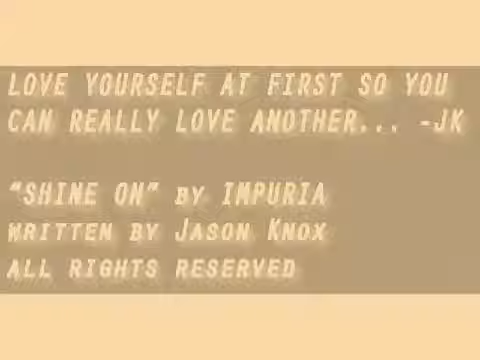 LOVE YOURSELF AT FIRST SO YOU
CAN REALLY LOVE ANOTHER... -JK
"SHINE ON" BY IMPURIA
WRITTEN BY JASON KNOX
ALL RIGHTS RESERVED